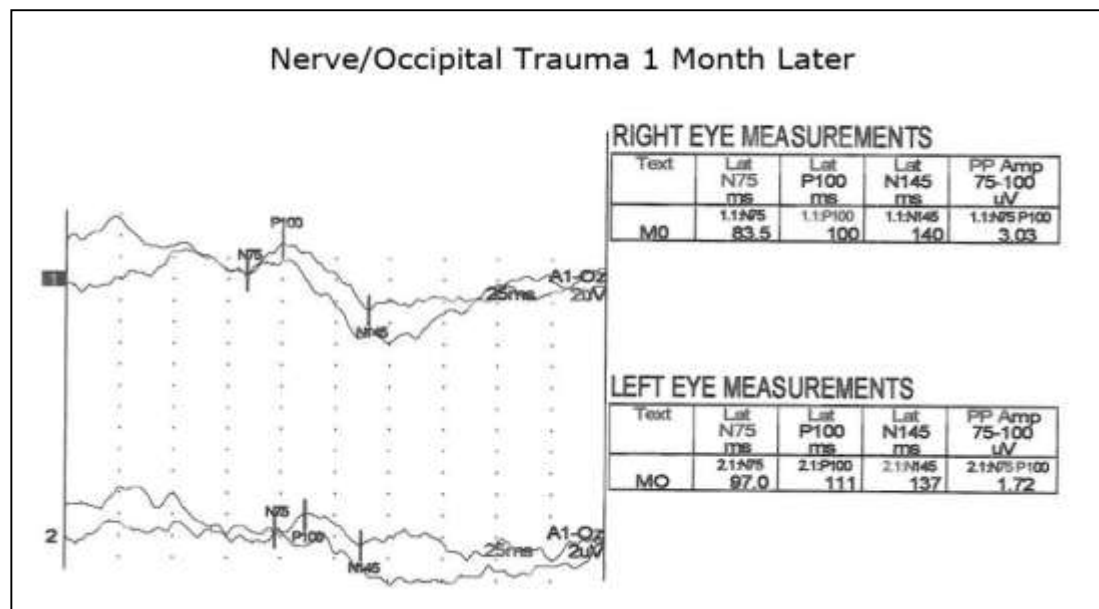 Nerve/Occipital Trauma 1 Month Later
RIGHT EYE MEASUREMENTS
Text Lat Lat Lat PP Amp
N75 P100 N145 75-100
ms ms ms uV
1.1:N75 1.1:P100 1.1:N145 1.1:N75 P100
MO 83.5 100 140 3.03
P100
N75
1
A1-Oz
25ms 2uV
N145
LEFT EYE MEASUREMENTS
Text Lat Lat Lat PP Amp
N75 P100 N145 75-100
ms ms ms uV
2.1:N75 2.1:P100 2.1:N145 2.1:N75 P100
MO 97.0 111 137 1.72
N75
2
P100
A1-Oz
25ms 2uV
N145